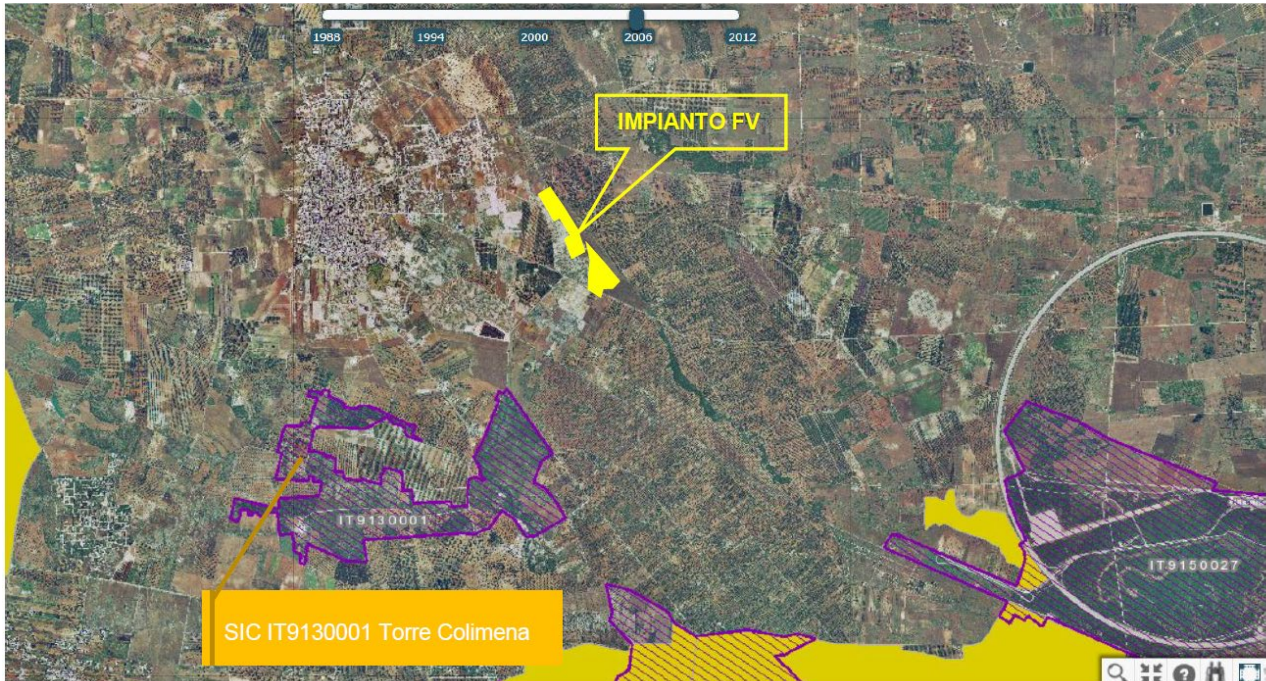 1988 1994 2000 2006 2012
IMPIANTO FV
IT9130001
IT9150027
SIC IT9130001 Torre Colimena